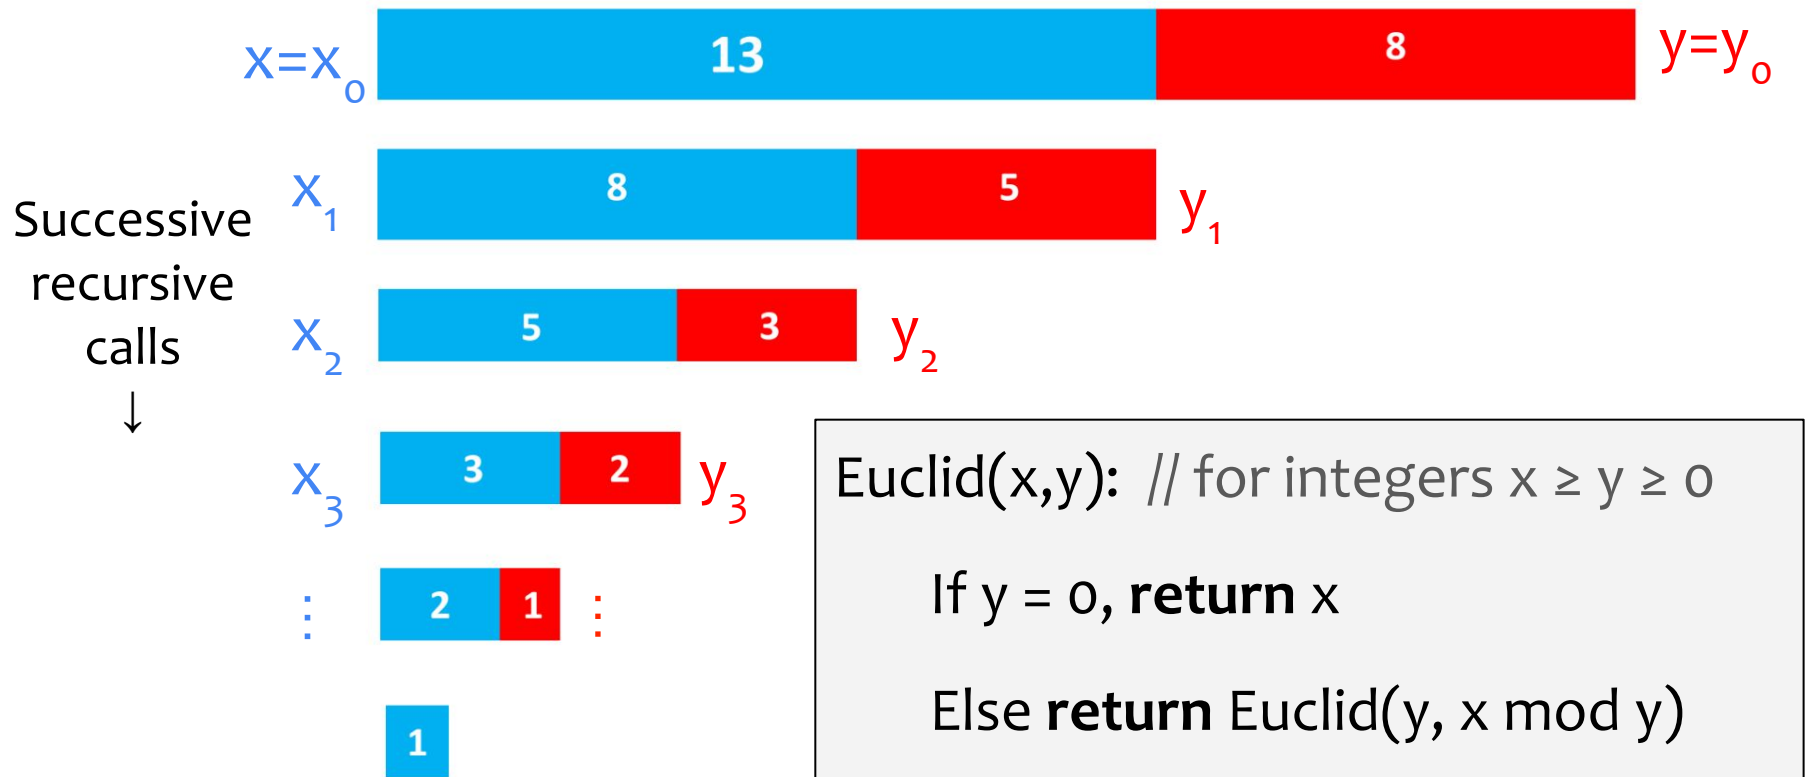 x=x₀ 13 8 y=y₀
x₁ 8 5 y₁
Successive
recursive
calls
↓
x₂ 5 3 y₂
x₃ 3 2 y₃
⋮ 2 1 ⋮
1
Euclid(x,y): // for integers x ≥ y ≥ 0
If y = 0, return x
Else return Euclid(y, x mod y)